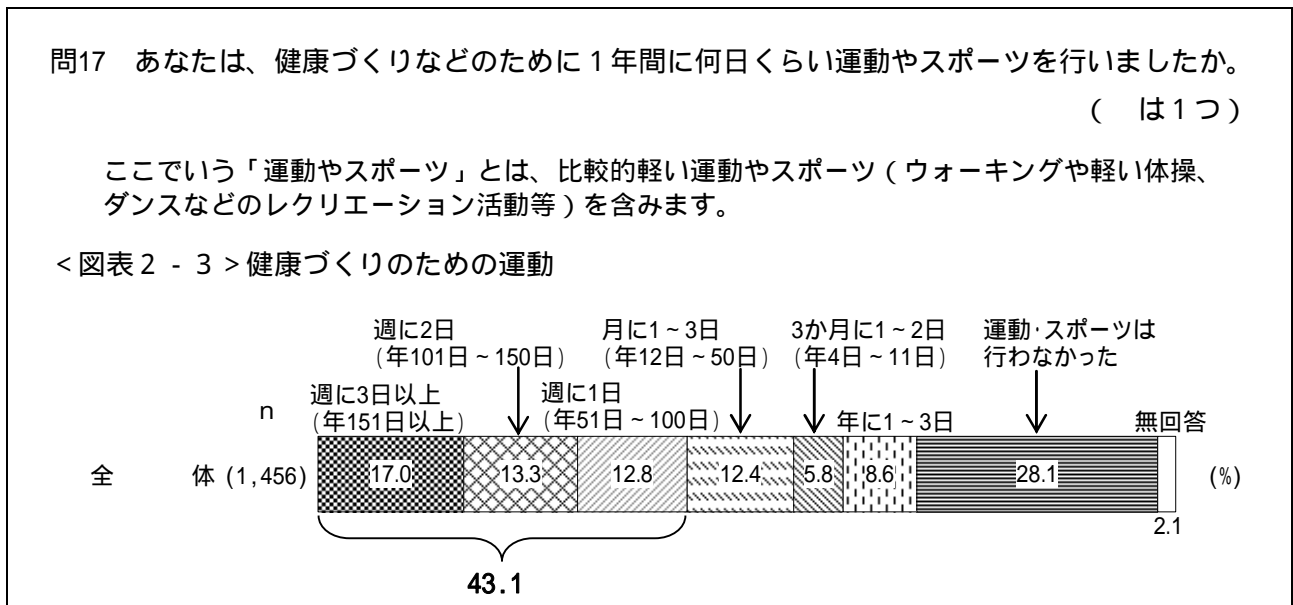 問17　あなたは、健康づくりなどのために１年間に何日くらい運動やスポーツを行いましたか。
（　は１つ）
ここでいう「運動やスポーツ」とは、比較的軽い運動やスポーツ（ウォーキングや軽い体操、
ダンスなどのレクリエーション活動等）を含みます。
＜図表２‐３＞健康づくりのための運動
週に2日
（年101日～150日）
月に1～3日
（年12日～50日）
3か月に1～2日
（年4日～11日）
運動・スポーツは
行わなかった
週に3日以上
（年151日以上）
週に1日
（年51日～100日）
年に1～3日
無回答
n
全　体 (1,456)
17.0
13.3
12.8
12.4
5.8
8.6
28.1
2.1
(%)
43.1